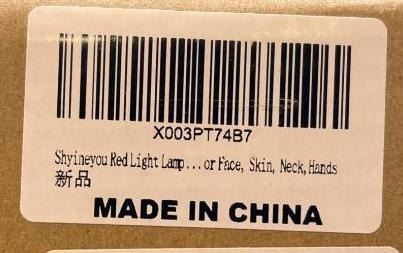 X003PT74B7
Shyineyou Red Light Lamp...or Face, Skin, Neck, Hands
新品
MADE IN CHINA